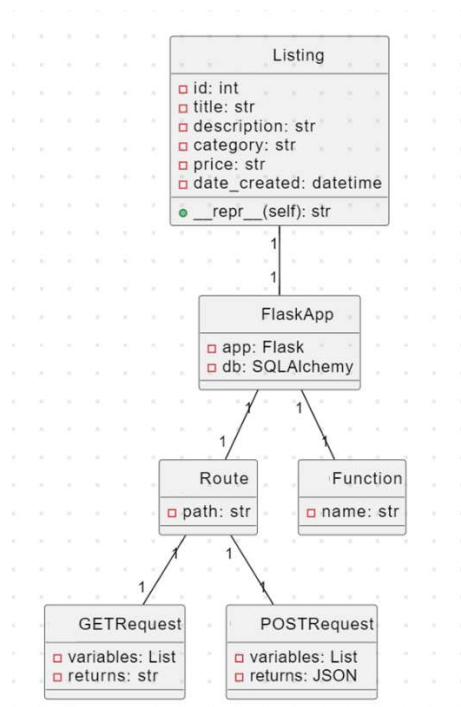 Listing
id: int
title: str
description: str
category: str
price: str
date_created: datetime
__repr__(self): str
1
1
FlaskApp
app: Flask
db: SQLAlchemy
1
1
1
1
Route
path: str
Function
name: str
1
1
1
1
GETRequest
variables: List
returns: str
POSTRequest
variables: List
returns: JSON